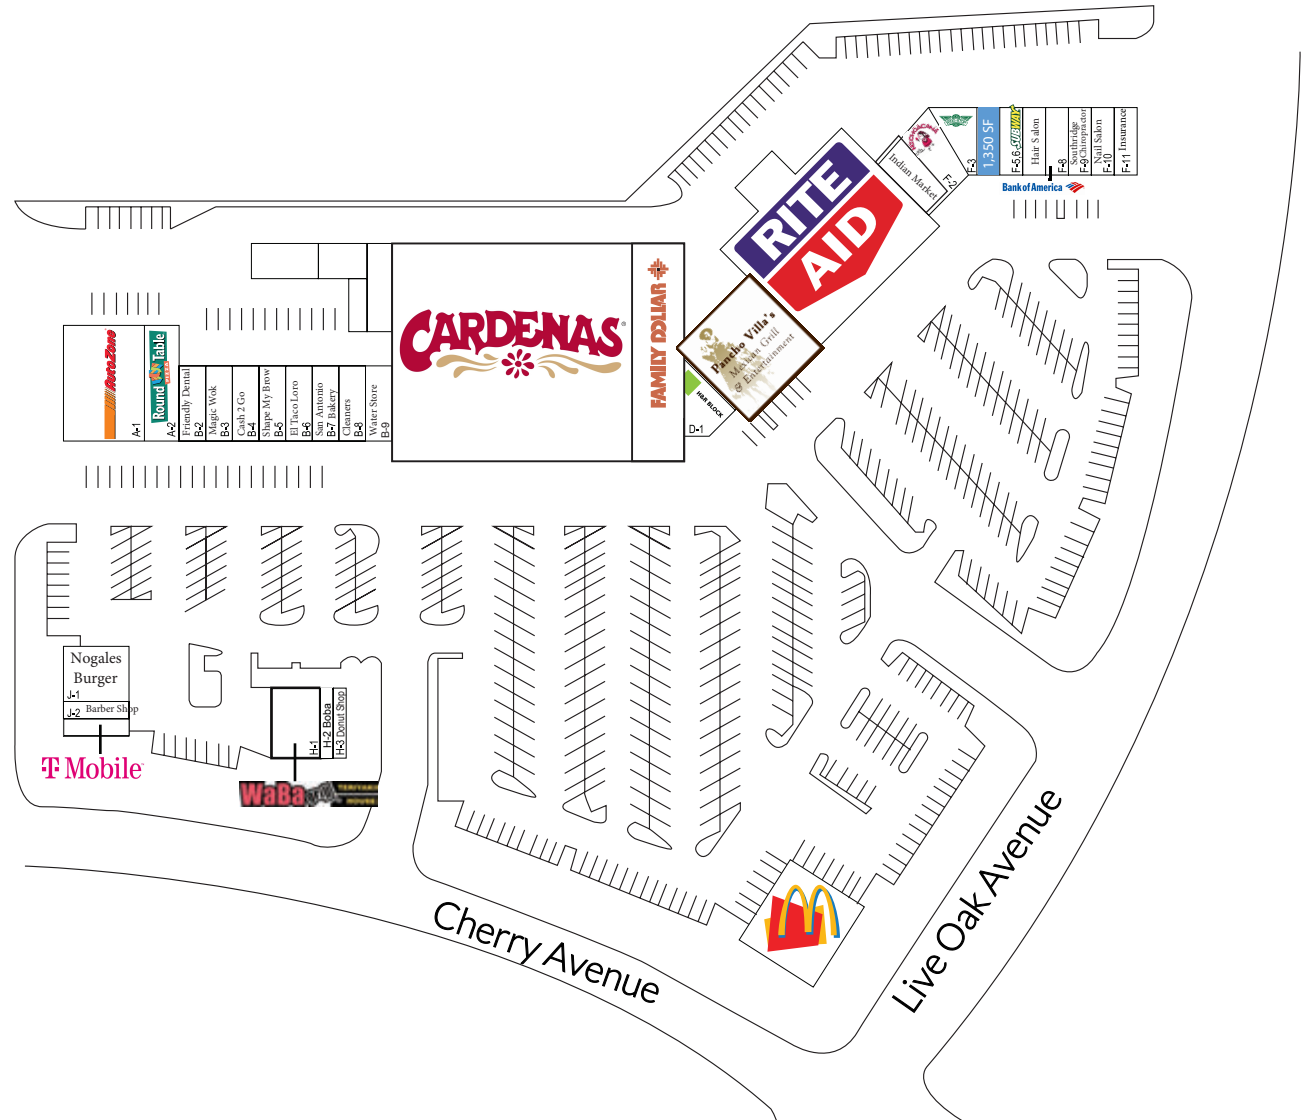 MICHOACANA
Indian Market
F-2
F-3
1,350 SF
F-5,6
SUBWAY
Hair Salon
F-8
Southridge
Chiropractor
F-9
Nail Salon
F-10
Insurance
F-11
Bank of America
RITE
AID
Pancho Villa's
Mexican Grill
& Entertainment
H&R BLOCK
D-1
FAMILY DOLLAR
CARDENAS
AutoZone
A-1
Round Table
PIZZA
A-2
Friendly Dental
B-2
Magic Wok
B-3
Cash 2 Go
B-4
Shape My Brow
B-5
El Taco Loro
B-6
San Antonio
Bakery
B-7
Cleaners
B-8
Water Store
B-9
Nogales
Burger
J-1
J-2
Barber Shop
T Mobile
H-1
H-2 Boba
H-3 Donut Shop
WaBa Grill
TERIYAKI
HOUSE
Cherry Avenue
Live Oak Avenue